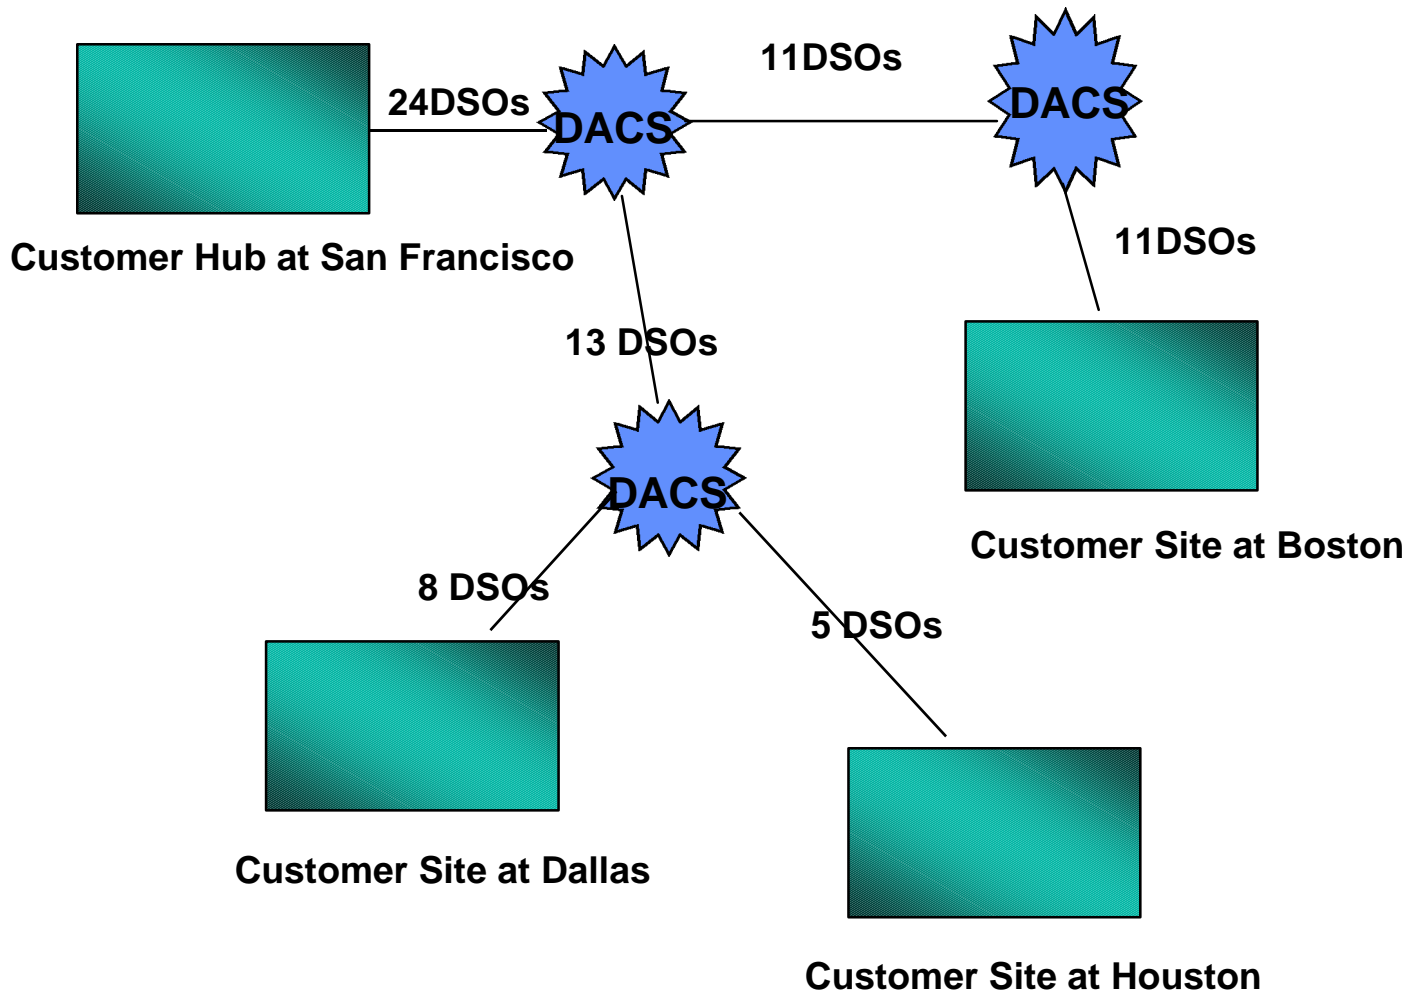 11DSOs
24DSOs
DACS
DACS
Customer Hub at San Francisco
11DSOs
13 DSOs
DACS
Customer Site at Boston
8 DSOs
5 DSOs
Customer Site at Dallas
Customer Site at Houston